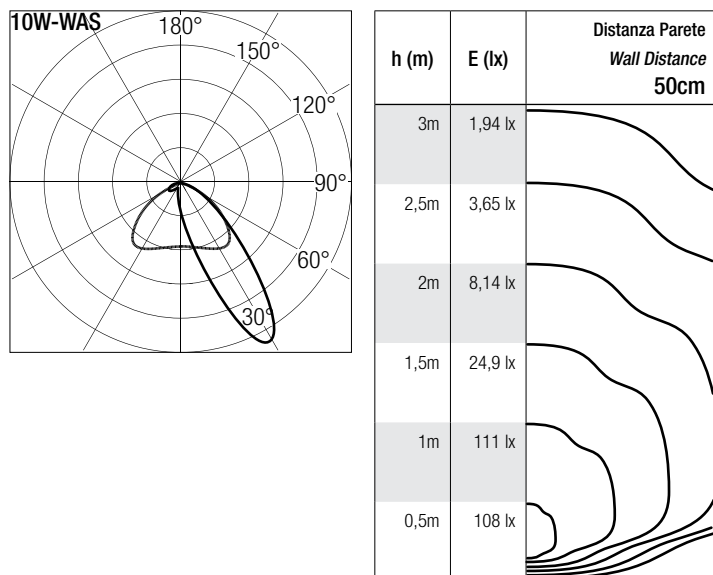 10W-WAS
180°
150°
120°
90°
60°
30°
h (m) E (lx) Distanza Parete
Wall Distance
50cm
3m 1,94 lx
2,5m 3,65 lx
2m 8,14 lx
1,5m 24,9 lx
1m 111 lx
0,5m 108 lx